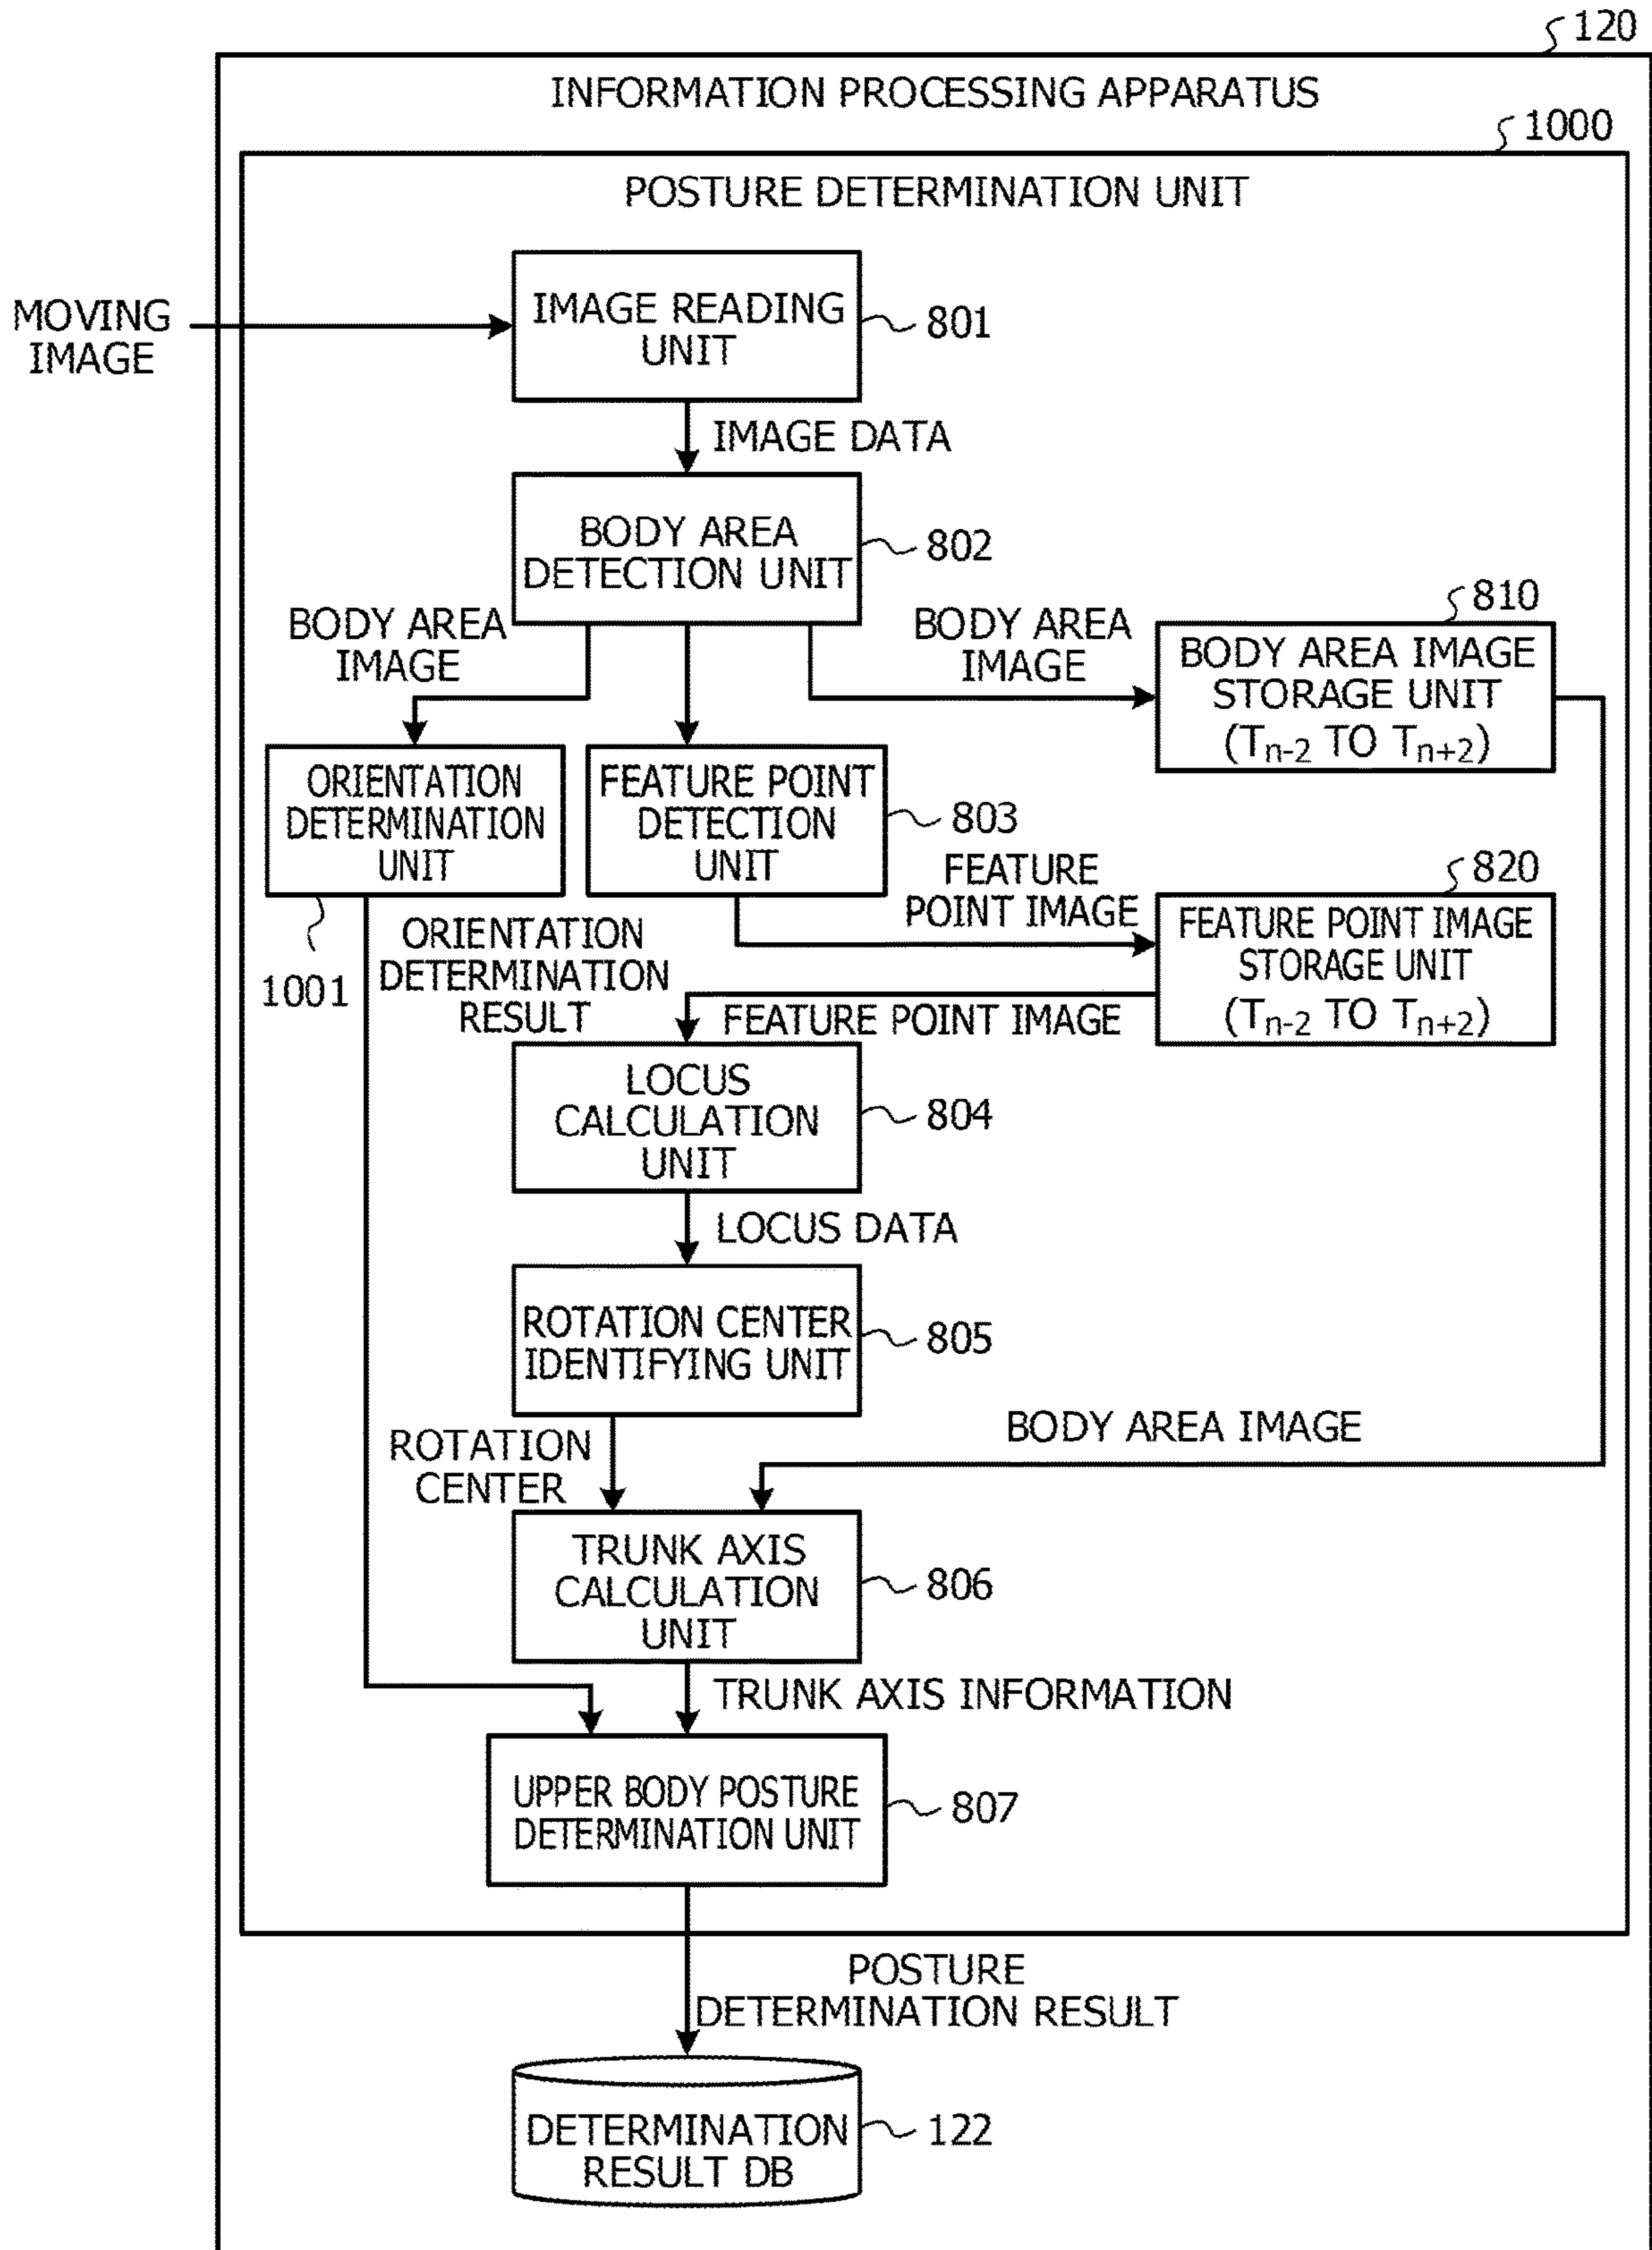 120
INFORMATION PROCESSING APPARATUS
1000
POSTURE DETERMINATION UNIT
MOVING
IMAGE
IMAGE READING
UNIT
801
IMAGE DATA
BODY AREA
DETECTION UNIT
802
BODY AREA
IMAGE
BODY AREA
IMAGE
810
BODY AREA IMAGE
STORAGE UNIT
(Tn-2 TO Tn+2)
ORIENTATION
DETERMINATION
UNIT
1001
FEATURE POINT
DETECTION
UNIT
803
FEATURE
POINT IMAGE
820
FEATURE POINT IMAGE
STORAGE UNIT
(Tn-2 TO Tn+2)
ORIENTATION
DETERMINATION
RESULT
FEATURE POINT IMAGE
LOCUS
CALCULATION
UNIT
804
LOCUS DATA
ROTATION CENTER
IDENTIFYING UNIT
805
ROTATION
CENTER
BODY AREA IMAGE
TRUNK AXIS
CALCULATION
UNIT
806
TRUNK AXIS INFORMATION
UPPER BODY POSTURE
DETERMINATION UNIT
807
POSTURE
DETERMINATION RESULT
DETERMINATION
RESULT DB
122